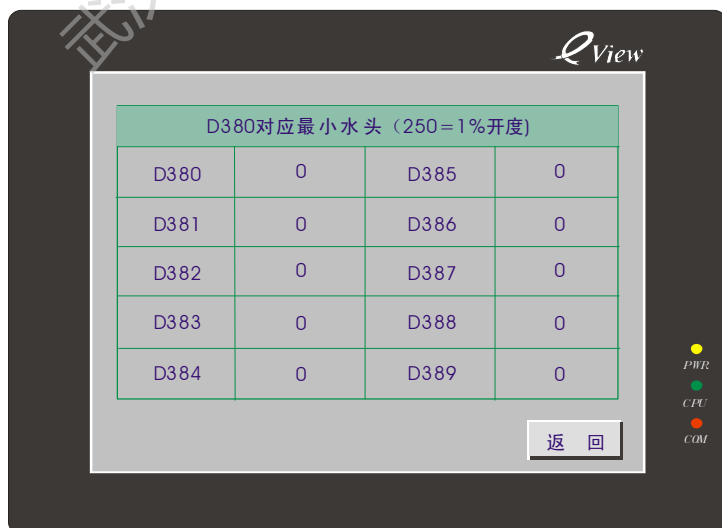 武汉
eView
D380对应最小水头（250=1%开度)
D380 0 D385 0
D381 0 D386 0
D382 0 D387 0
D383 0 D388 0
D384 0 D389 0
PWR
CPU
COM
返 回